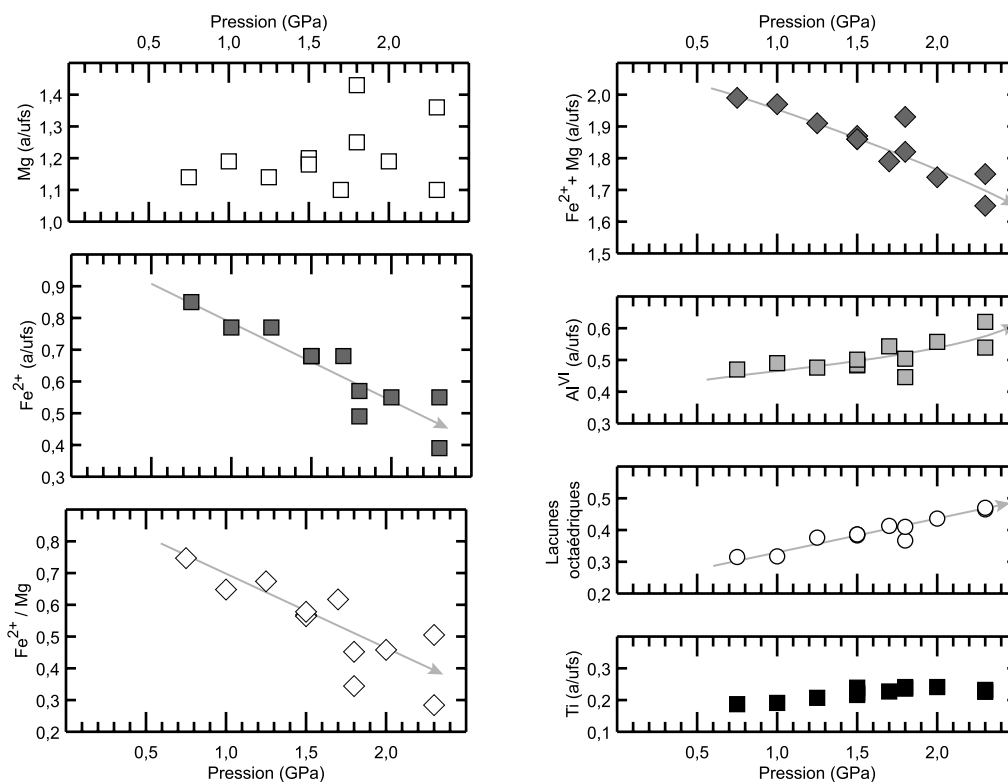 Pression (GPa)
0,5 1,0 1,5 2,0
Mg (a/ufs)
1,4
1,3
1,2
1,1
1,0
Fe2+ (a/ufs)
0,9
0,8
0,7
0,6
0,5
0,4
0,3
Fe2+ / Mg
0,8
0,7
0,6
0,5
0,4
0,3
0,2
0,5 1,0 1,5 2,0
Pression (GPa)
Pression (GPa)
0,5 1,0 1,5 2,0
Fe2+ + Mg (a/ufs)
2,0
1,9
1,8
1,7
1,6
1,5
AlVI (a/ufs)
0,6
0,5
0,4
0,3
Lacunes
octaédriques
0,5
0,4
0,3
0,2
Ti (a/ufs)
0,3
0,2
0,1
0,5 1,0 1,5 2,0
Pression (GPa)